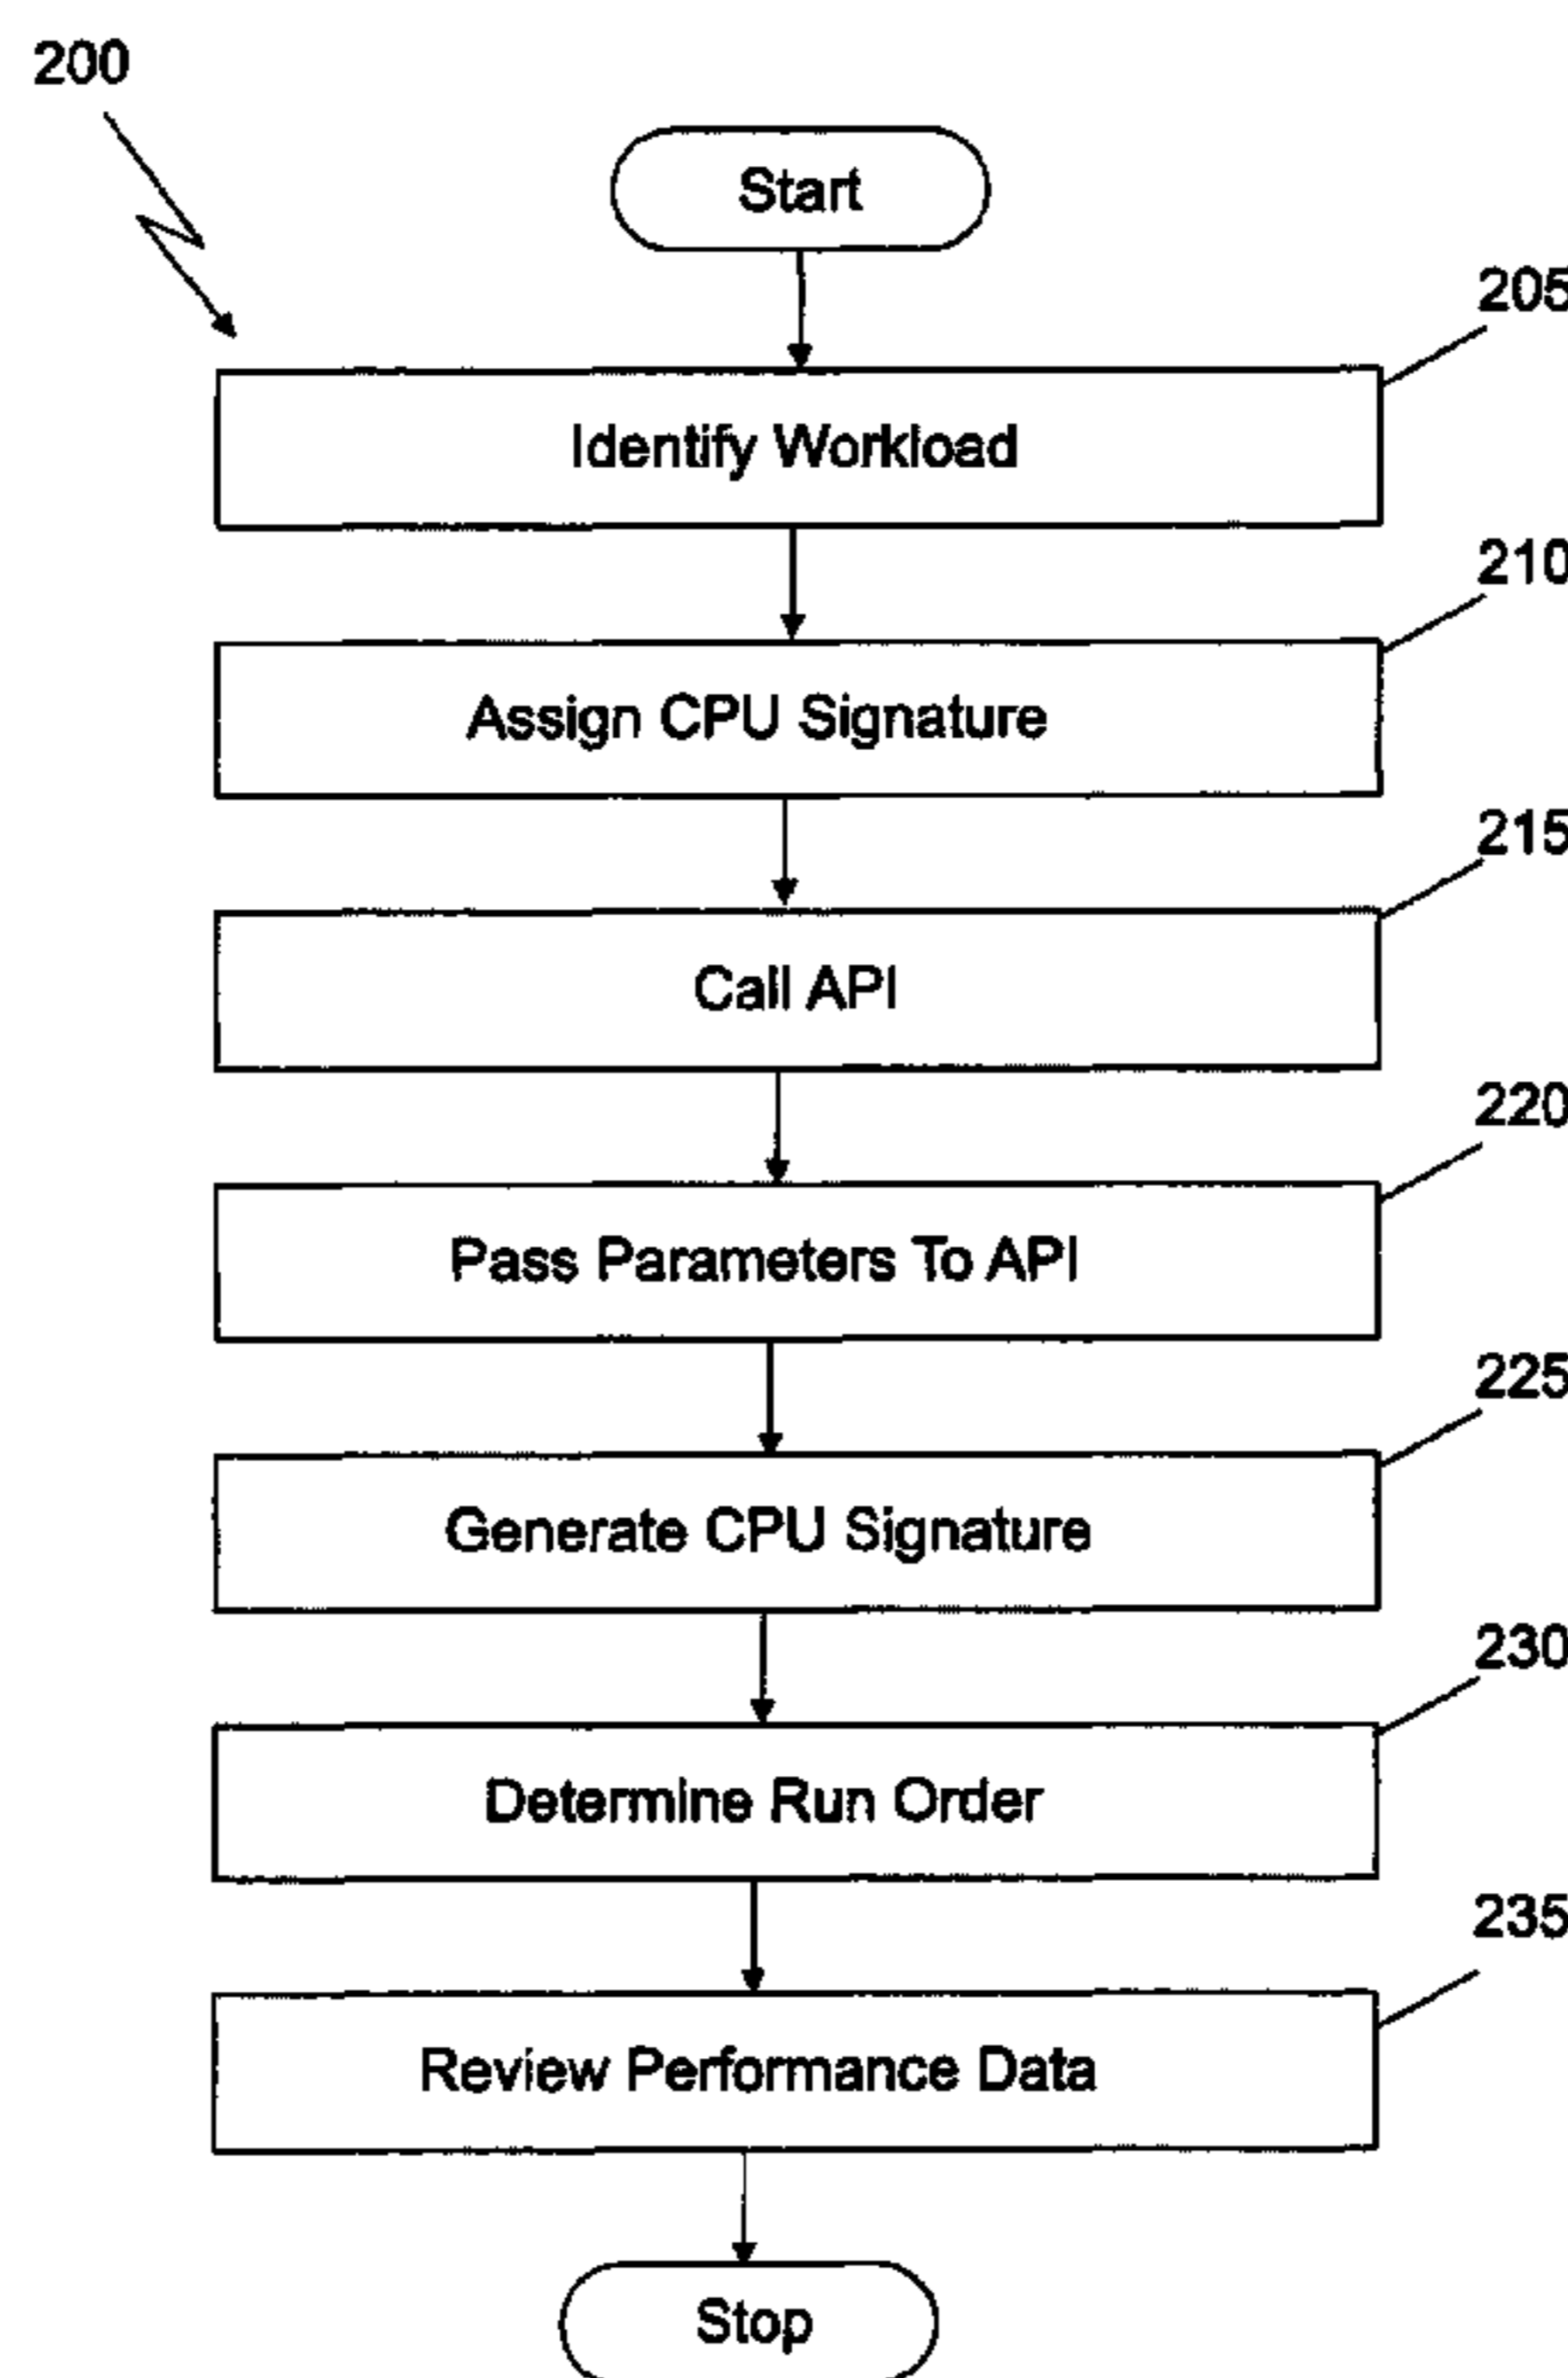 200
Start
205
Identify Workload
210
Assign CPU Signature
215
Call API
220
Pass Parameters To API
225
Generate CPU Signature
230
Determine Run Order
235
Review Performance Data
Stop